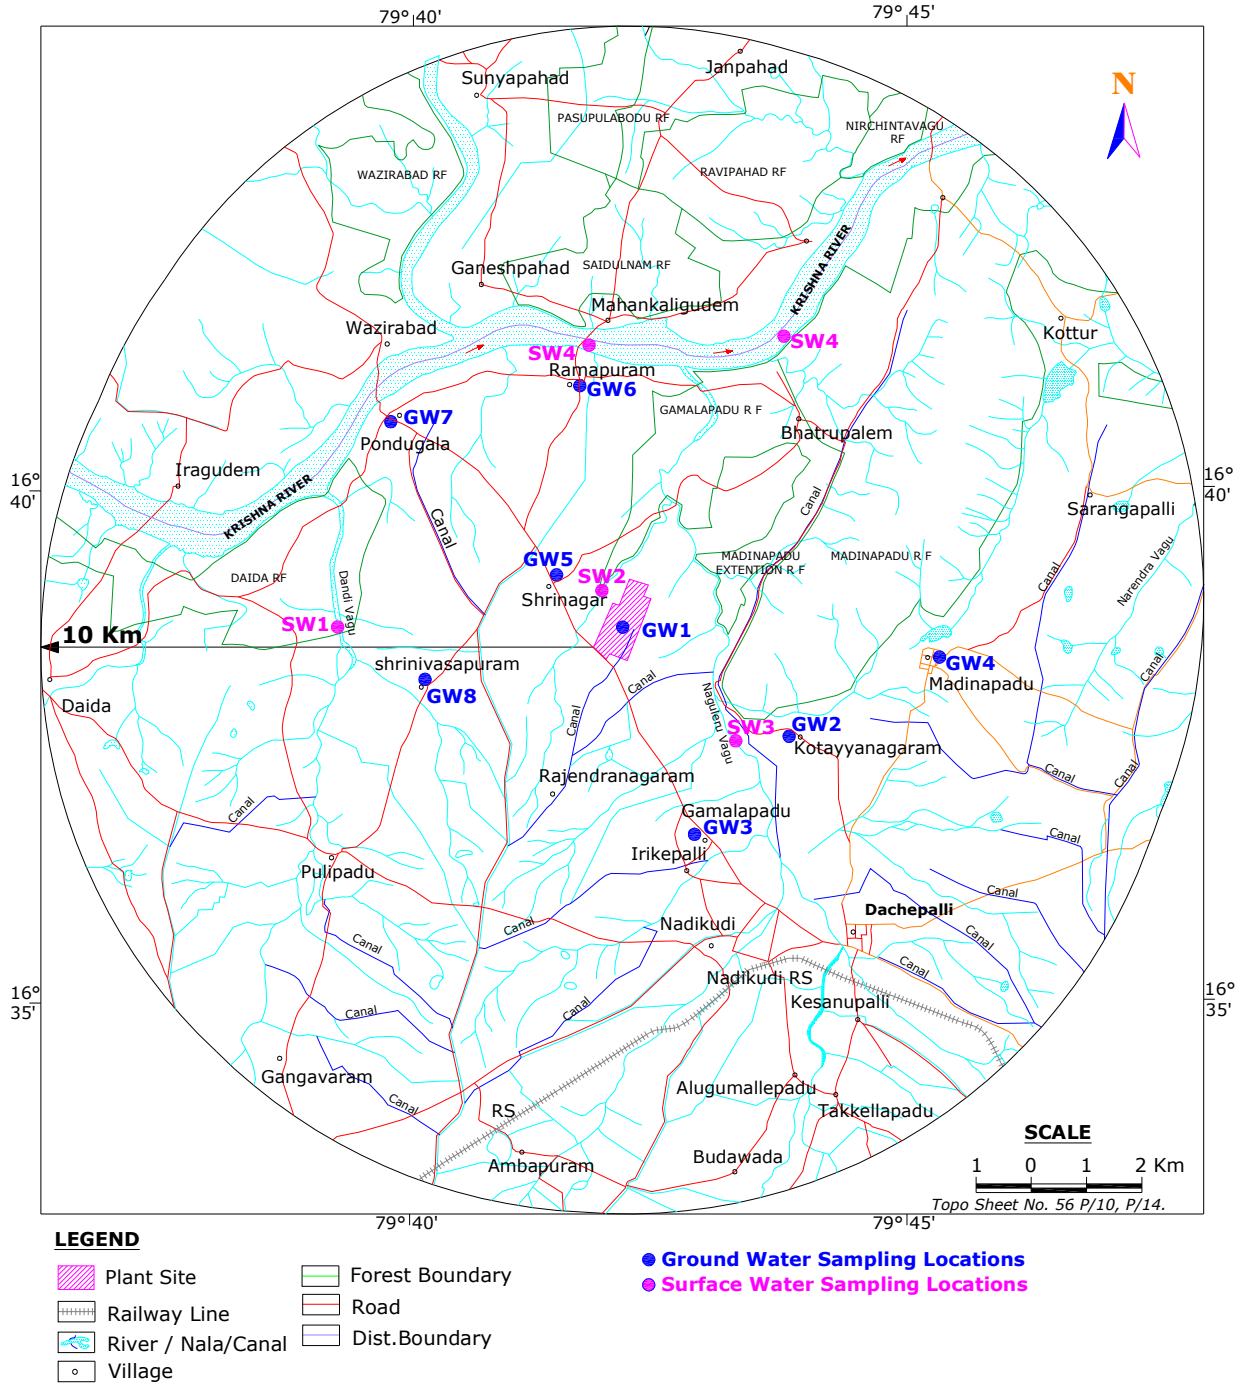 79° 40'
79° 45'
Sunyapahad
Janpahad
N
PASUPULABODU RF
NIRCHINTAVAGU
RF
WAZIRABAD RF
RAVIPAHAD RF
Ganeshpahad
SAIDULNAM RF
KRISHNA RIVER
Mahankaligudem
Wazirabad
Kottur
SW4
SW4
Ramapuram
GW6
GAMALAPADU R F
GW7
Pondugala
Bhatrupalem
Iragudem
16°
40'
16°
40'
KRISHNA RIVER
Canal
Canal
Sarangapalli
GW5
MADINAPADU
EXTENTION R F
MADINAPADU R F
Narendra Vagu
DAIDA RF
Dandi Vagu
SW2
Shrinagar
Canal
SW1
10 Km
GW1
shrinivasapuram
GW4
Madinapadu
Canal
Canal
GW8
Daida
Naguleru Vagu
Canal
SW3
GW2
Kotayyanagaram
Rajendranagaram
Canal
Canal
Canal
Gamalapadu
GW3
Canal
Irikepalli
Pulipadu
Canal
Dachepalli
Canal
Nadikudi
Canal
Canal
Canal
Nadikudi RS
16°
35'
Canal
Canal
Kesanupalli
16°
35'
Gangavaram
Alugumallepadu
Canal
RS
Takkellapadu
SCALE
Ambapuram
Budawada
1 0 1 2 Km
Topo Sheet No. 56 P/10, P/14.
79° 40'
79° 45'
LEGEND
Plant Site
Railway Line
River / Nala/Canal
Village
Forest Boundary
Road
Dist.Boundary
Ground Water Sampling Locations
Surface Water Sampling Locations